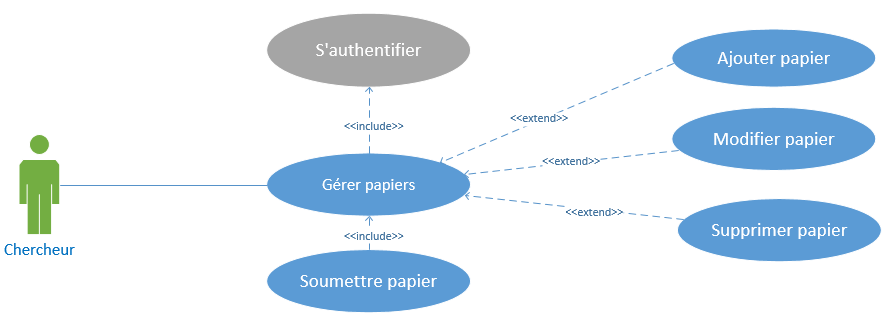 S'authentifier
Ajouter papier
<<include>>
<<extend>>
Modifier papier
<<extend>>
Gérer papiers
<<extend>>
Supprimer papier
<<include>>
Chercheur
Soumettre papier